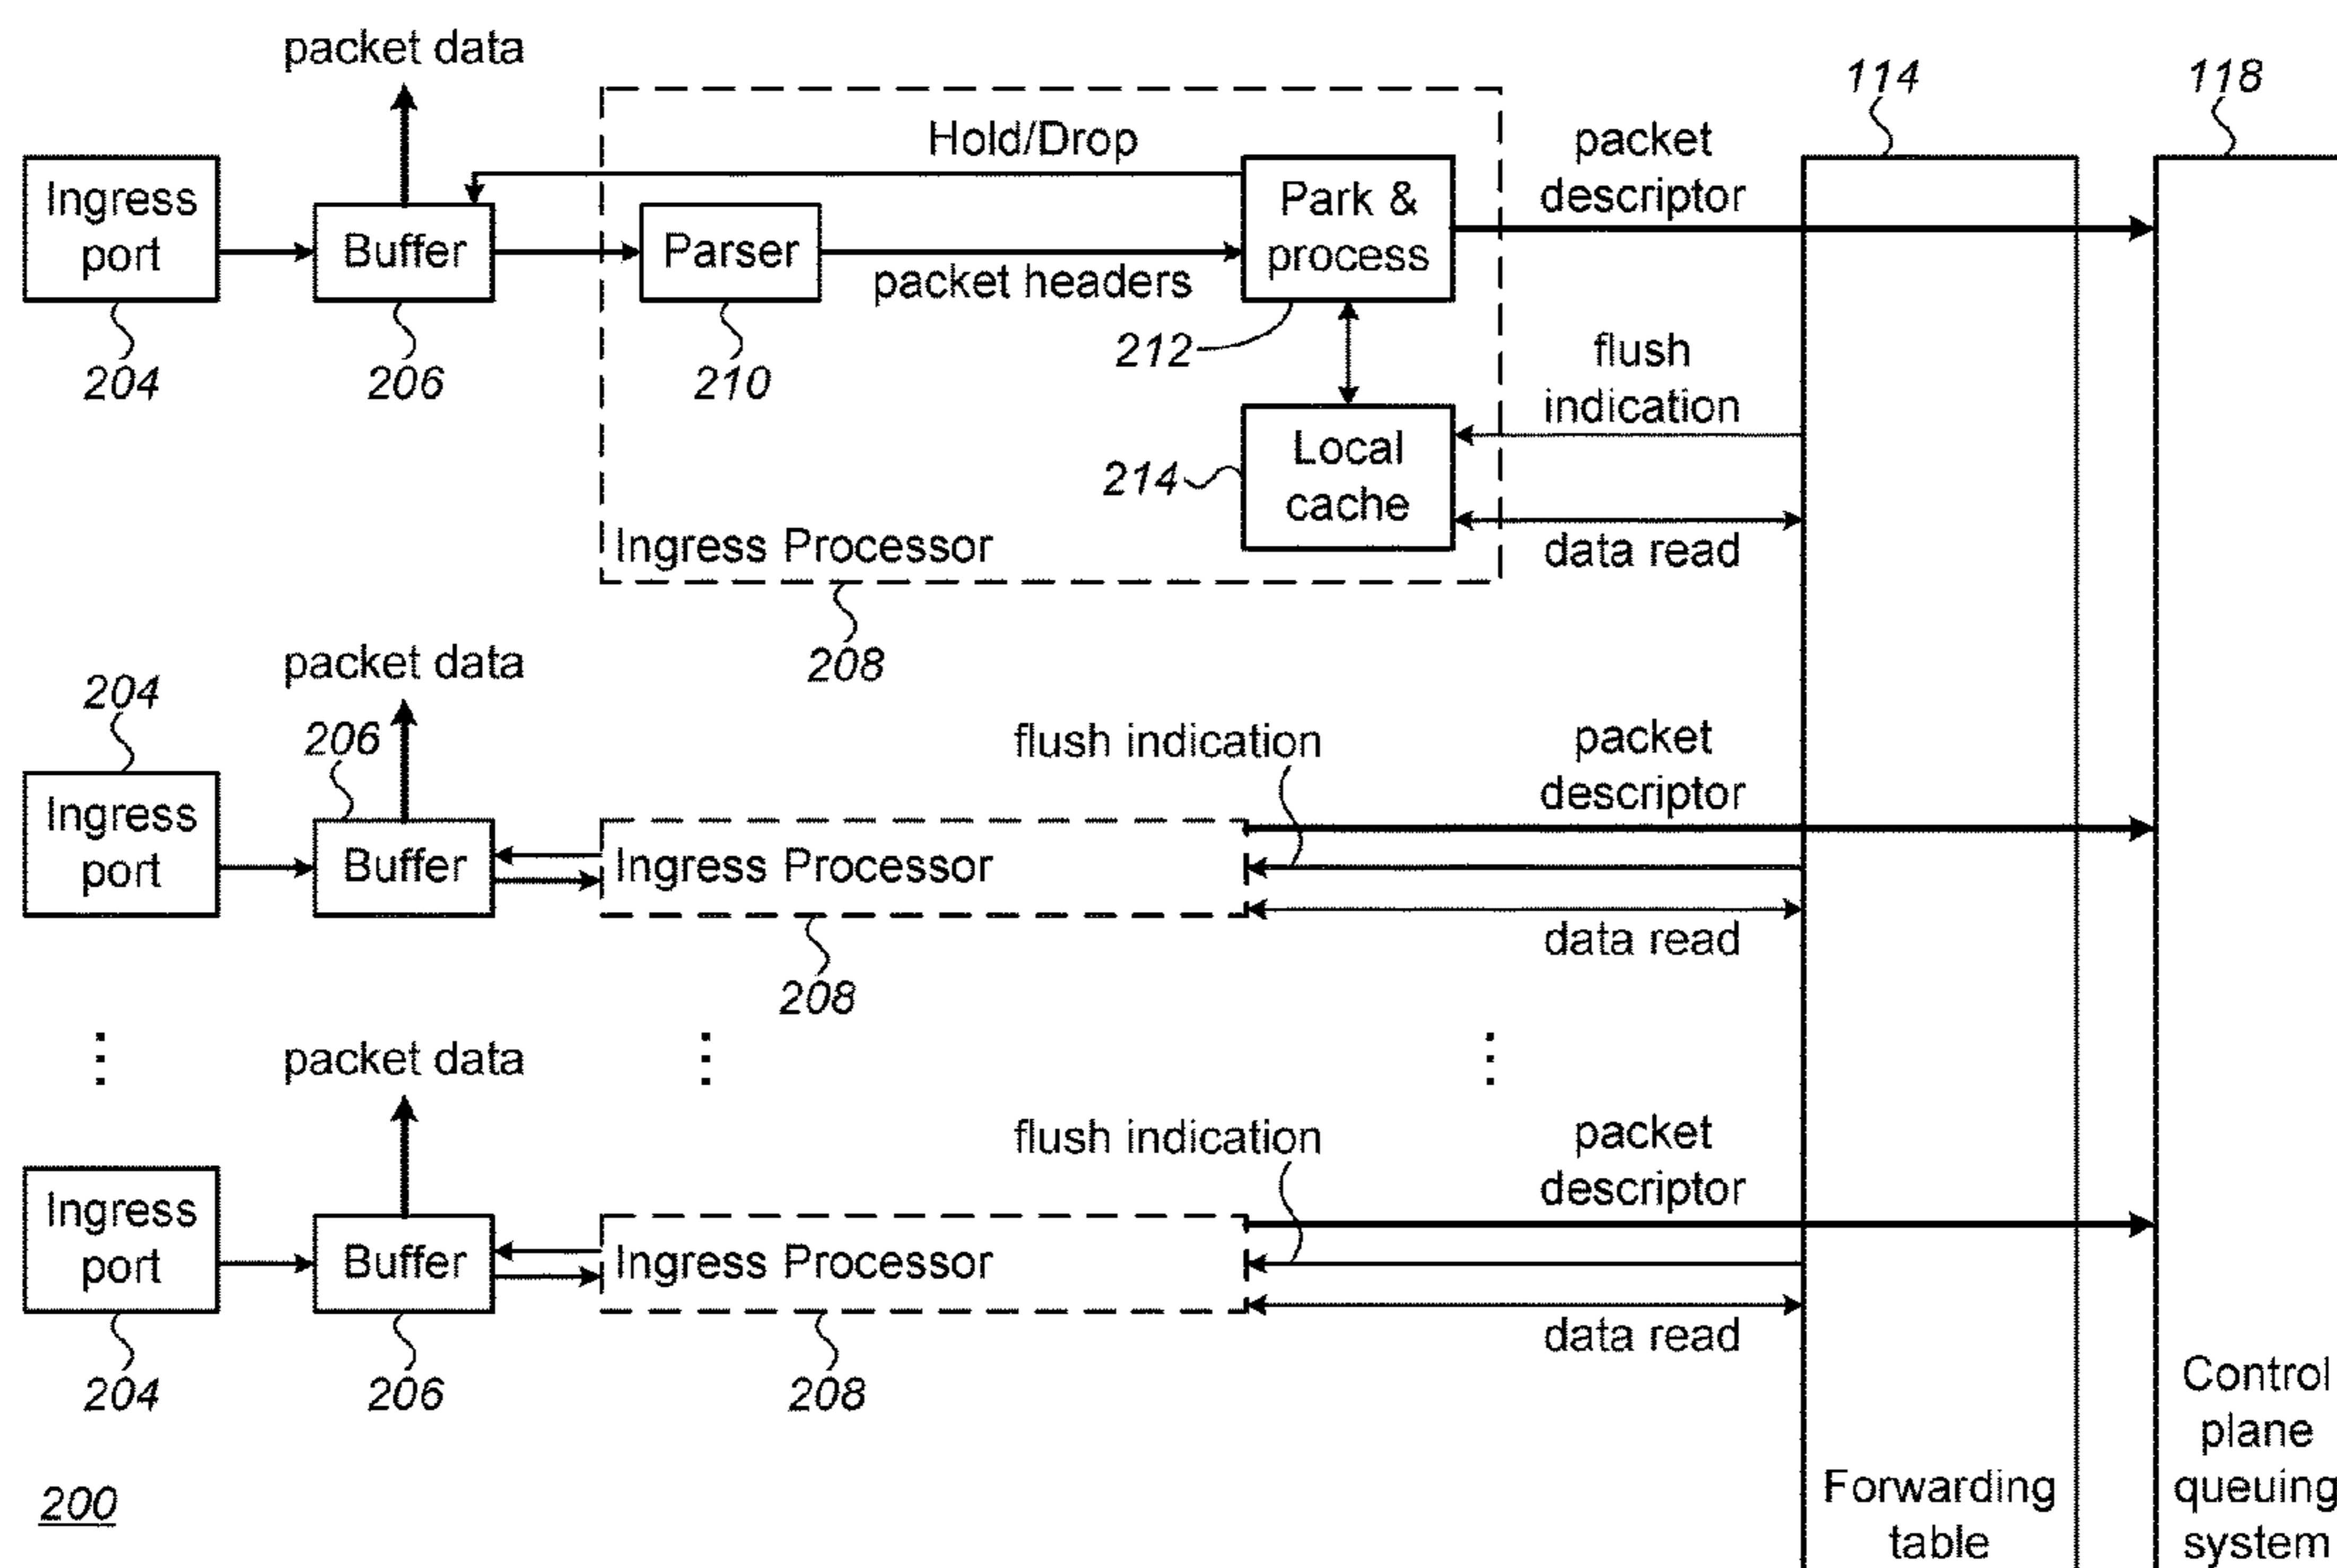 packet data
114
118
Hold/Drop
packet
descriptor
Ingress
port
Buffer
Parser
Park &
process
packet headers
204
206
210
212
flush
indication
Local
cache
214
data read
Ingress Processor
208
packet data
204
206
flush indication
packet
descriptor
Ingress
port
Buffer
Ingress Processor
data read
208
packet data
flush indication
packet
descriptor
Ingress
port
Buffer
Ingress Processor
data read
204
206
208
Control
plane
queuing
system
Forwarding
table
200